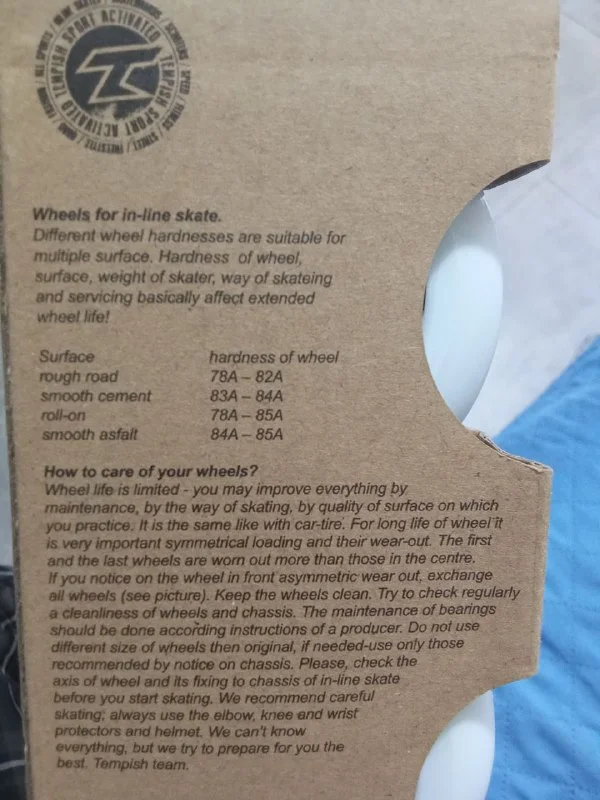 TEMPISH SPORT ACTIVATED TEMPISH SPORT ACTIVATED
Wheels for in-line skate.
Different wheel hardnesses are suitable for
multiple surface. Hardness of wheel,
surface, weight of skater, way of skateing
and servicing basically affect extended
wheel life!
Surface hardness of wheel
rough road 78A – 82A
smooth cement 83A – 84A
roll-on 78A – 85A
smooth asfalt 84A – 85A
How to care of your wheels?
Wheel life is limited - you may improve everything by
maintenance, by the way of skating, by quality of surface on which
you practice. It is the same like with car-tire. For long life of wheel it
is very important symmetrical loading and their wear-out. The first
and the last wheels are worn out more than those in the centre.
If you notice on the wheel in front asymmetric wear out, exchange
all wheels (see picture). Keep the wheels clean. Try to check regularly
a cleanliness of wheels and chassis. The maintenance of bearings
should be done according instructions of a producer. Do not use
different size of wheels then original, if needed-use only those
recommended by notice on chassis. Please, check the
axis of wheel and its fixing to chassis of in-line skate
before you start skating. We recommend careful
skating; always use the elbow, knee and wrist
protectors and helmet. We can't know
everything, but we try to prepare for you the
best. Tempish team.